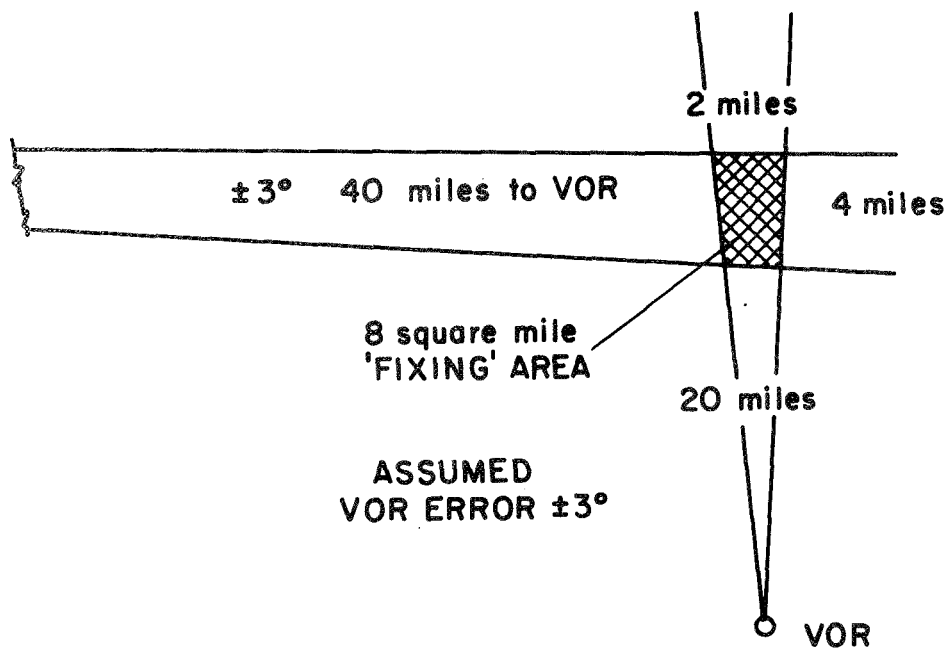 2 miles
±3° 40 miles to VOR
4 miles
8 square mile
'FIXING' AREA
20 miles
ASSUMED
VOR ERROR ±3°
VOR